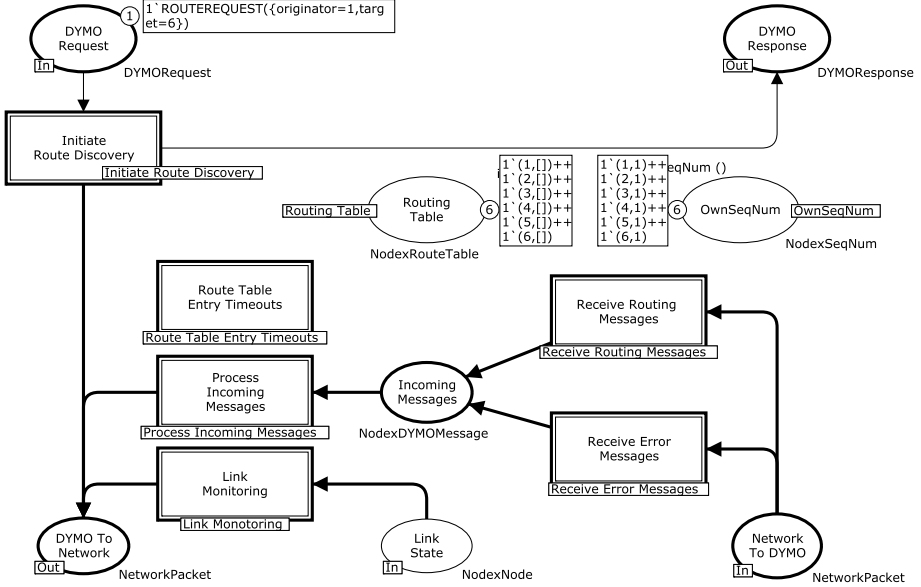 1
1`ROUTEREQUEST({originator=1,targ
et=6})
DYMO
Request
In
DYMORequest
DYMO
Response
Out
DYMOResponse
Initiate
Route Discovery
Initiate Route Discovery
Routing Table
Routing
Table
6
NodexRouteTable
1`(1,[])++
1`(2,[])++
1`(3,[])++
1`(4,[])++
1`(5,[])++
1`(6,[])
1`(1,1)++
1`(2,1)++
1`(3,1)++
1`(4,1)++
1`(5,1)++
1`(6,1)
eqNum ()
6
OwnSeqNum
OwnSeqNum
NodexSeqNum
Route Table
Entry Timeouts
Route Table Entry Timeouts
Receive Routing
Messages
Receive Routing Messages
Process
Incoming
Messages
Process Incoming Messages
Incoming
Messages
NodexDYMOMessage
Receive Error
Messages
Receive Error Messages
Link
Monitoring
Link Monotoring
DYMO To
Network
Out
NetworkPacket
Link
State
In
NodexNode
Network
To DYMO
In
NetworkPacket